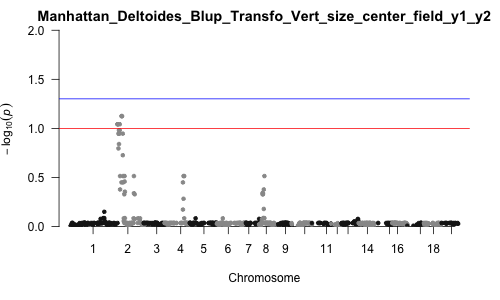 Manhattan_Deltoides_Blup_Transfo_Vert_size_center_field_y1_y2
2.0
1.5
1.0
0.5
0.0
− log10(p)
1 2 3 4 5 6 7 8 9 11 14 16 18
Chromosome